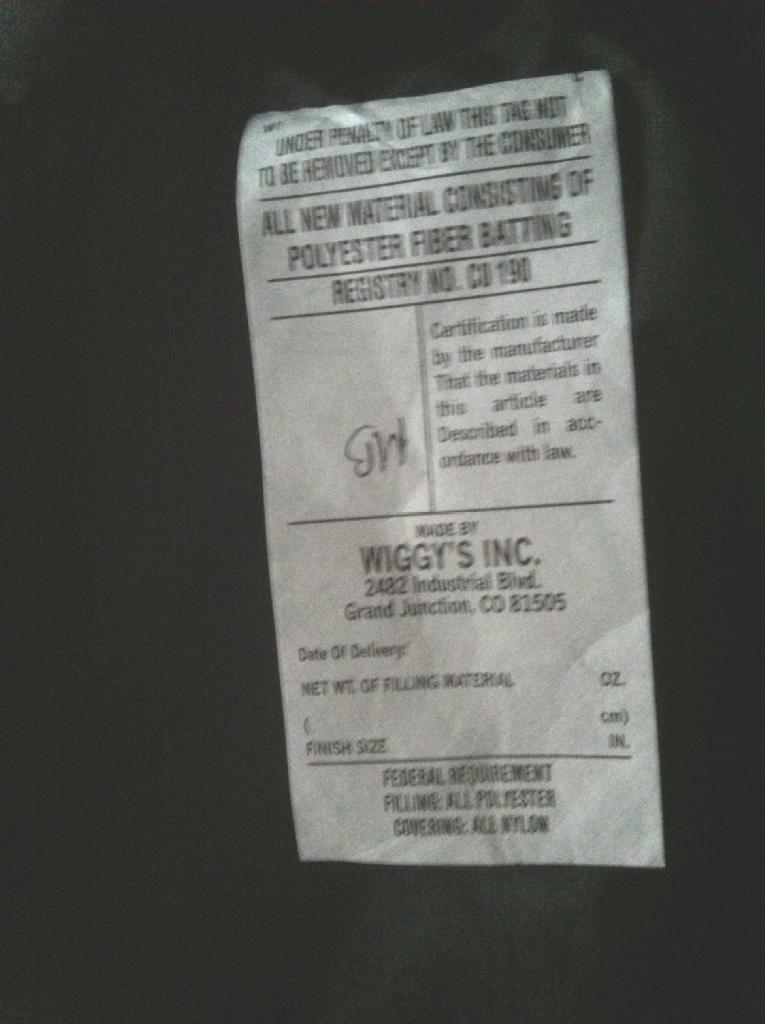 UNDER PENALTY OF LAW THIS TAG NOT
TO BE REMOVED EXCEPT BY THE CONSUMER
ALL NEW MATERIAL CONSISTING OF
POLYESTER FIBER BATTING
REGISTRY NO. CO 190
Certification is made
by the manufacturer
That the materials in
this article are
Described in acc-
ordance with law.
MADE BY
WIGGY'S INC.
2482 Industrial Blvd.
Grand Junction, CO 81505
Date Of Delivery:
NET WT. OF FILLING MATERIAL OZ.
( cm)
FINISH SIZE IN.
FEDERAL REQUIREMENT
FILLING: ALL POLYESTER
COVERING: ALL NYLON